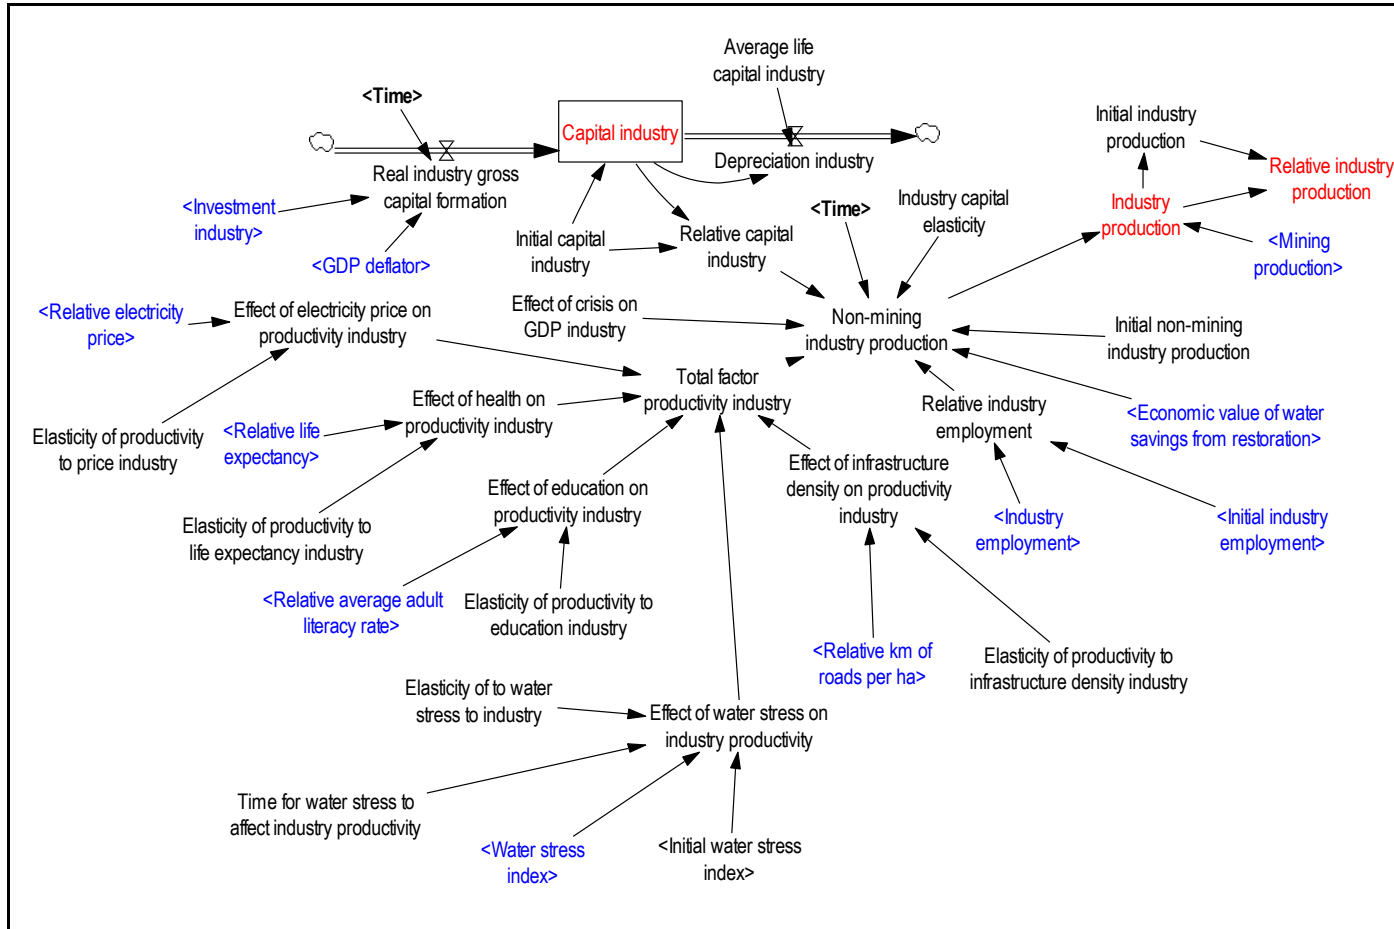 Average life
capital industry
<Time>
Capital industry
Initial industry
production
Depreciation industry
Relative industry
production
Real industry gross
capital formation
<Investment
industry>
<Time>
Industry capital
elasticity
Industry
production
Initial capital
industry
Relative capital
industry
<Mining
production>
<GDP deflator>
<Relative electricity
price>
Effect of electricity price on
productivity industry
Effect of crisis on
GDP industry
Non-mining
industry production
Initial non-mining
industry production
Total factor
productivity industry
Effect of health on
productivity industry
Relative industry
employment
<Economic value of water
savings from restoration>
Elasticity of productivity
to price industry
<Relative life
expectancy>
Effect of infrastructure
density on productivity
industry
Effect of education on
productivity industry
Elasticity of productivity to
life expectancy industry
<Industry
employment>
<Initial industry
employment>
<Relative average adult
literacy rate>
Elasticity of productivity to
education industry
<Relative km of
roads per ha>
Elasticity of productivity to
infrastructure density industry
Elasticity of to water
stress to industry
Effect of water stress on
industry productivity
Time for water stress to
affect industry productivity
<Water stress
index>
<Initial water stress
index>